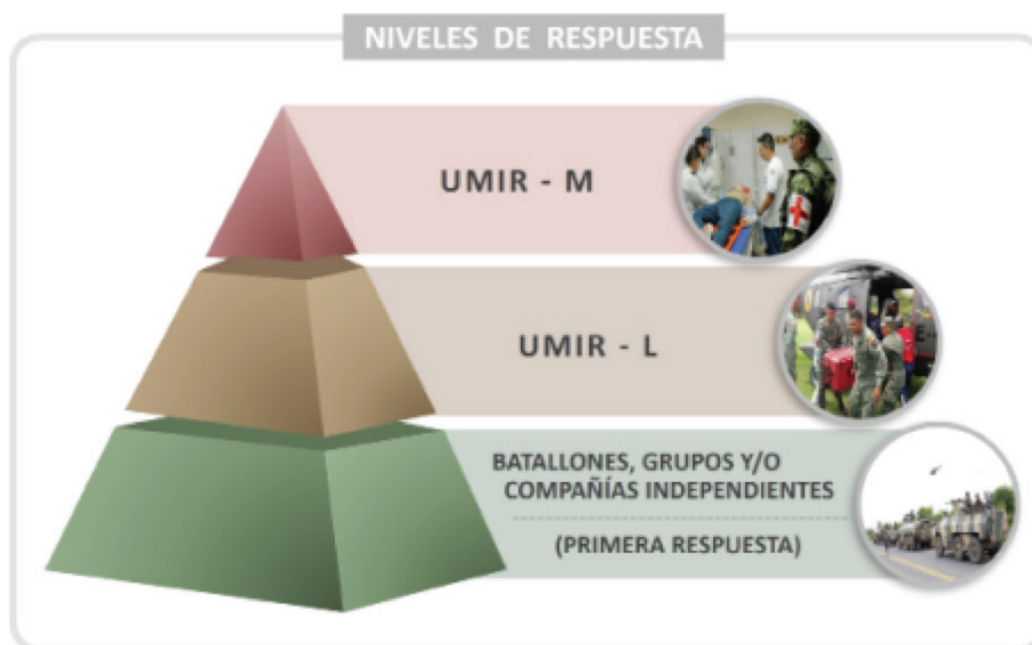 NIVELES DE RESPUESTA
UMIR - M
UMIR - L
BATALLONES, GRUPOS Y/O
COMPAÑÍAS INDEPENDIENTES
(PRIMERA RESPUESTA)